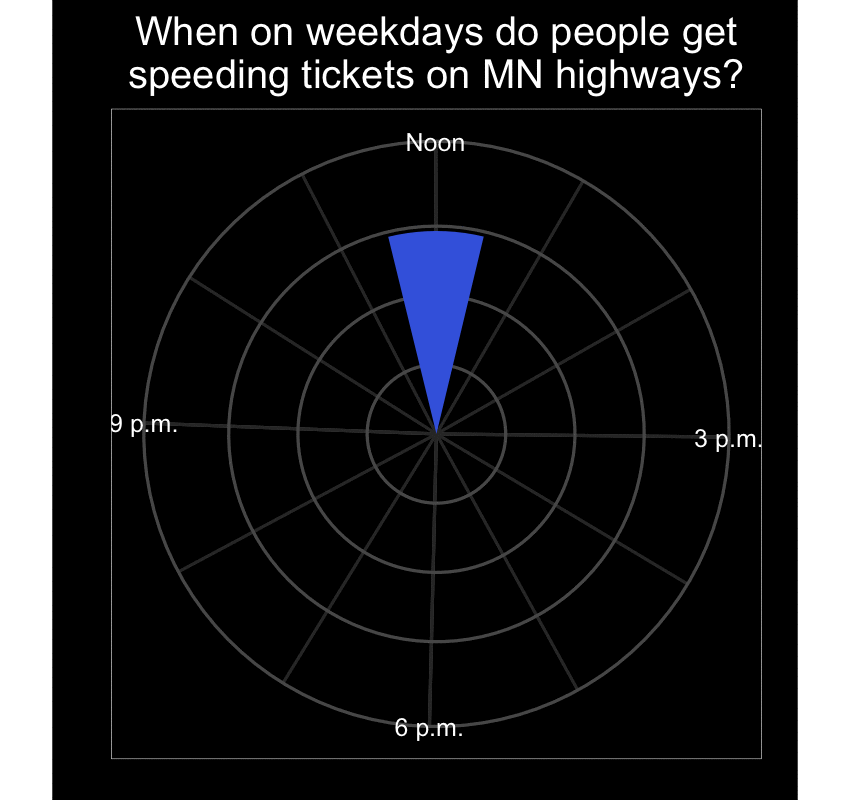 When on weekdays do people get
speeding tickets on MN highways?
Noon
9 p.m.
3 p.m.
6 p.m.